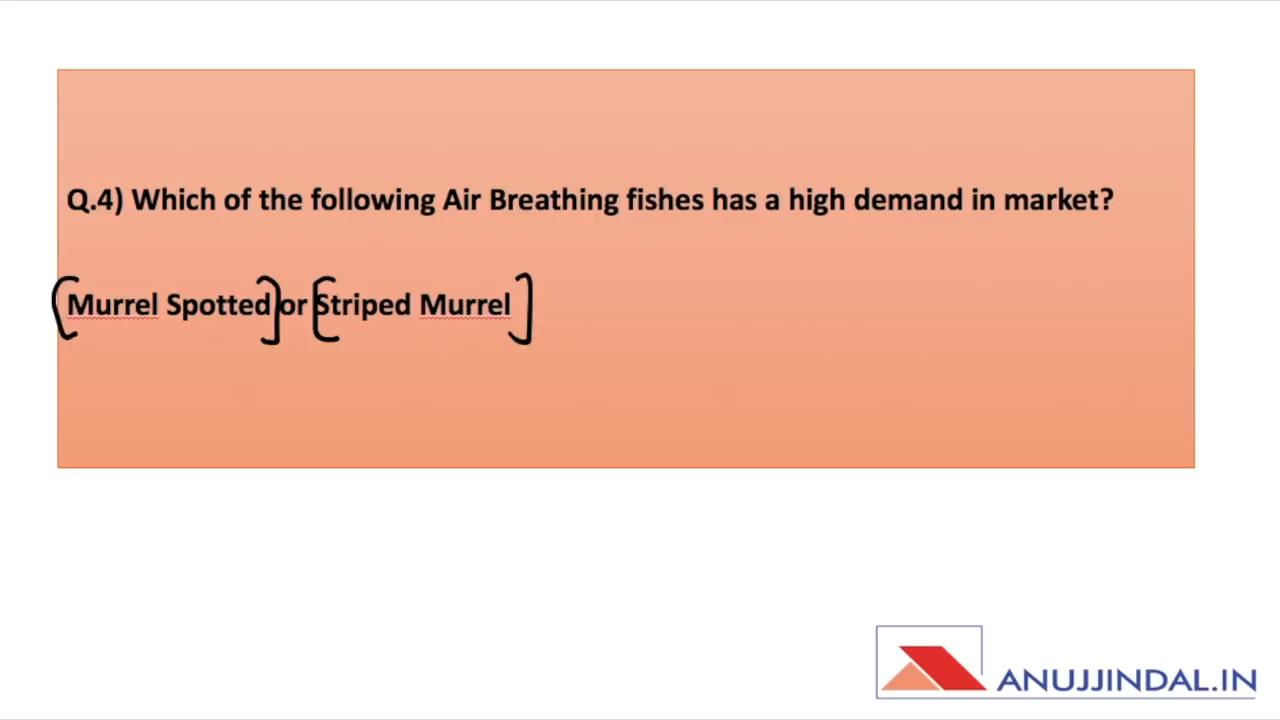 Q.4) Which of the following Air Breathing fishes has a high demand in market?
[Murrel Spotted] or [Striped Murrel]
ANUJJINDAL.IN